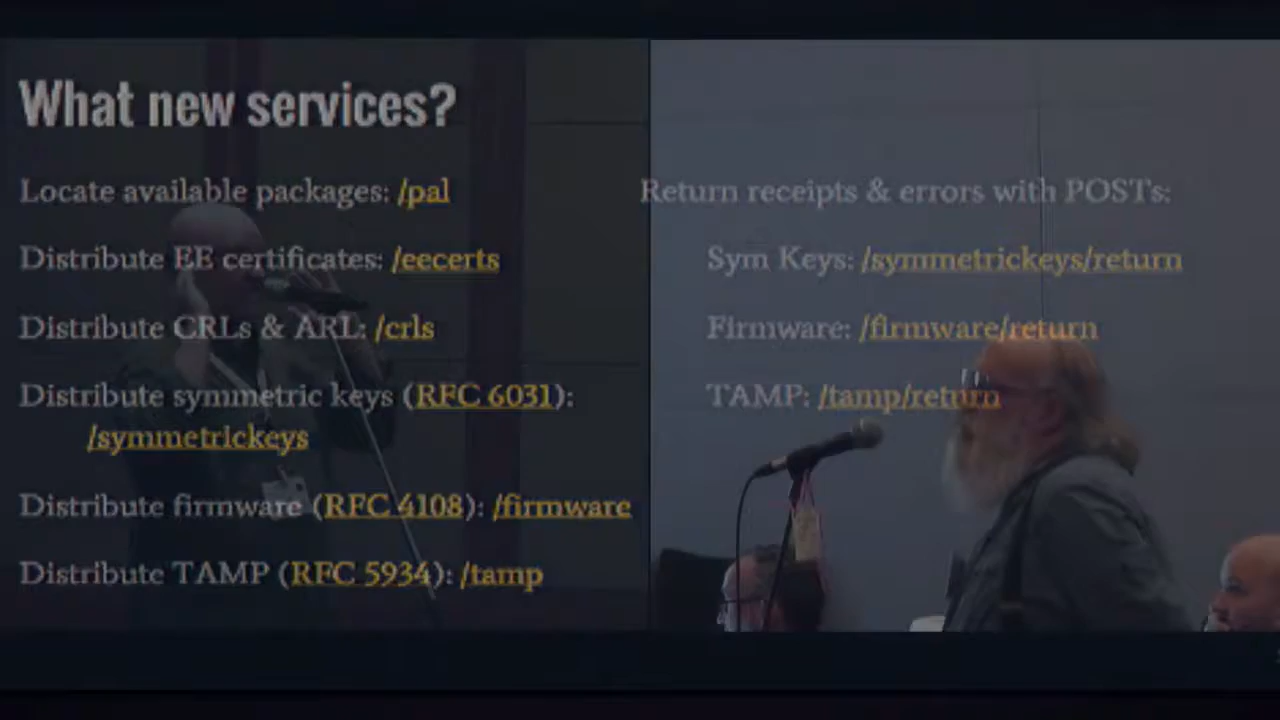 What new services?
Locate available packages: /pal
Distribute EE certificates: /eecerts
Distribute CRLs & ARL: /crls
Distribute symmetric keys (RFC 6031):
/symmetrickeys
Distribute firmware (RFC 4108): /firmware
Distribute TAMP (RFC 5934): /tamp
Return receipts & errors with POSTs:
Sym Keys: /symmetrickeys/return
Firmware: /firmware/return
TAMP: /tamp/return